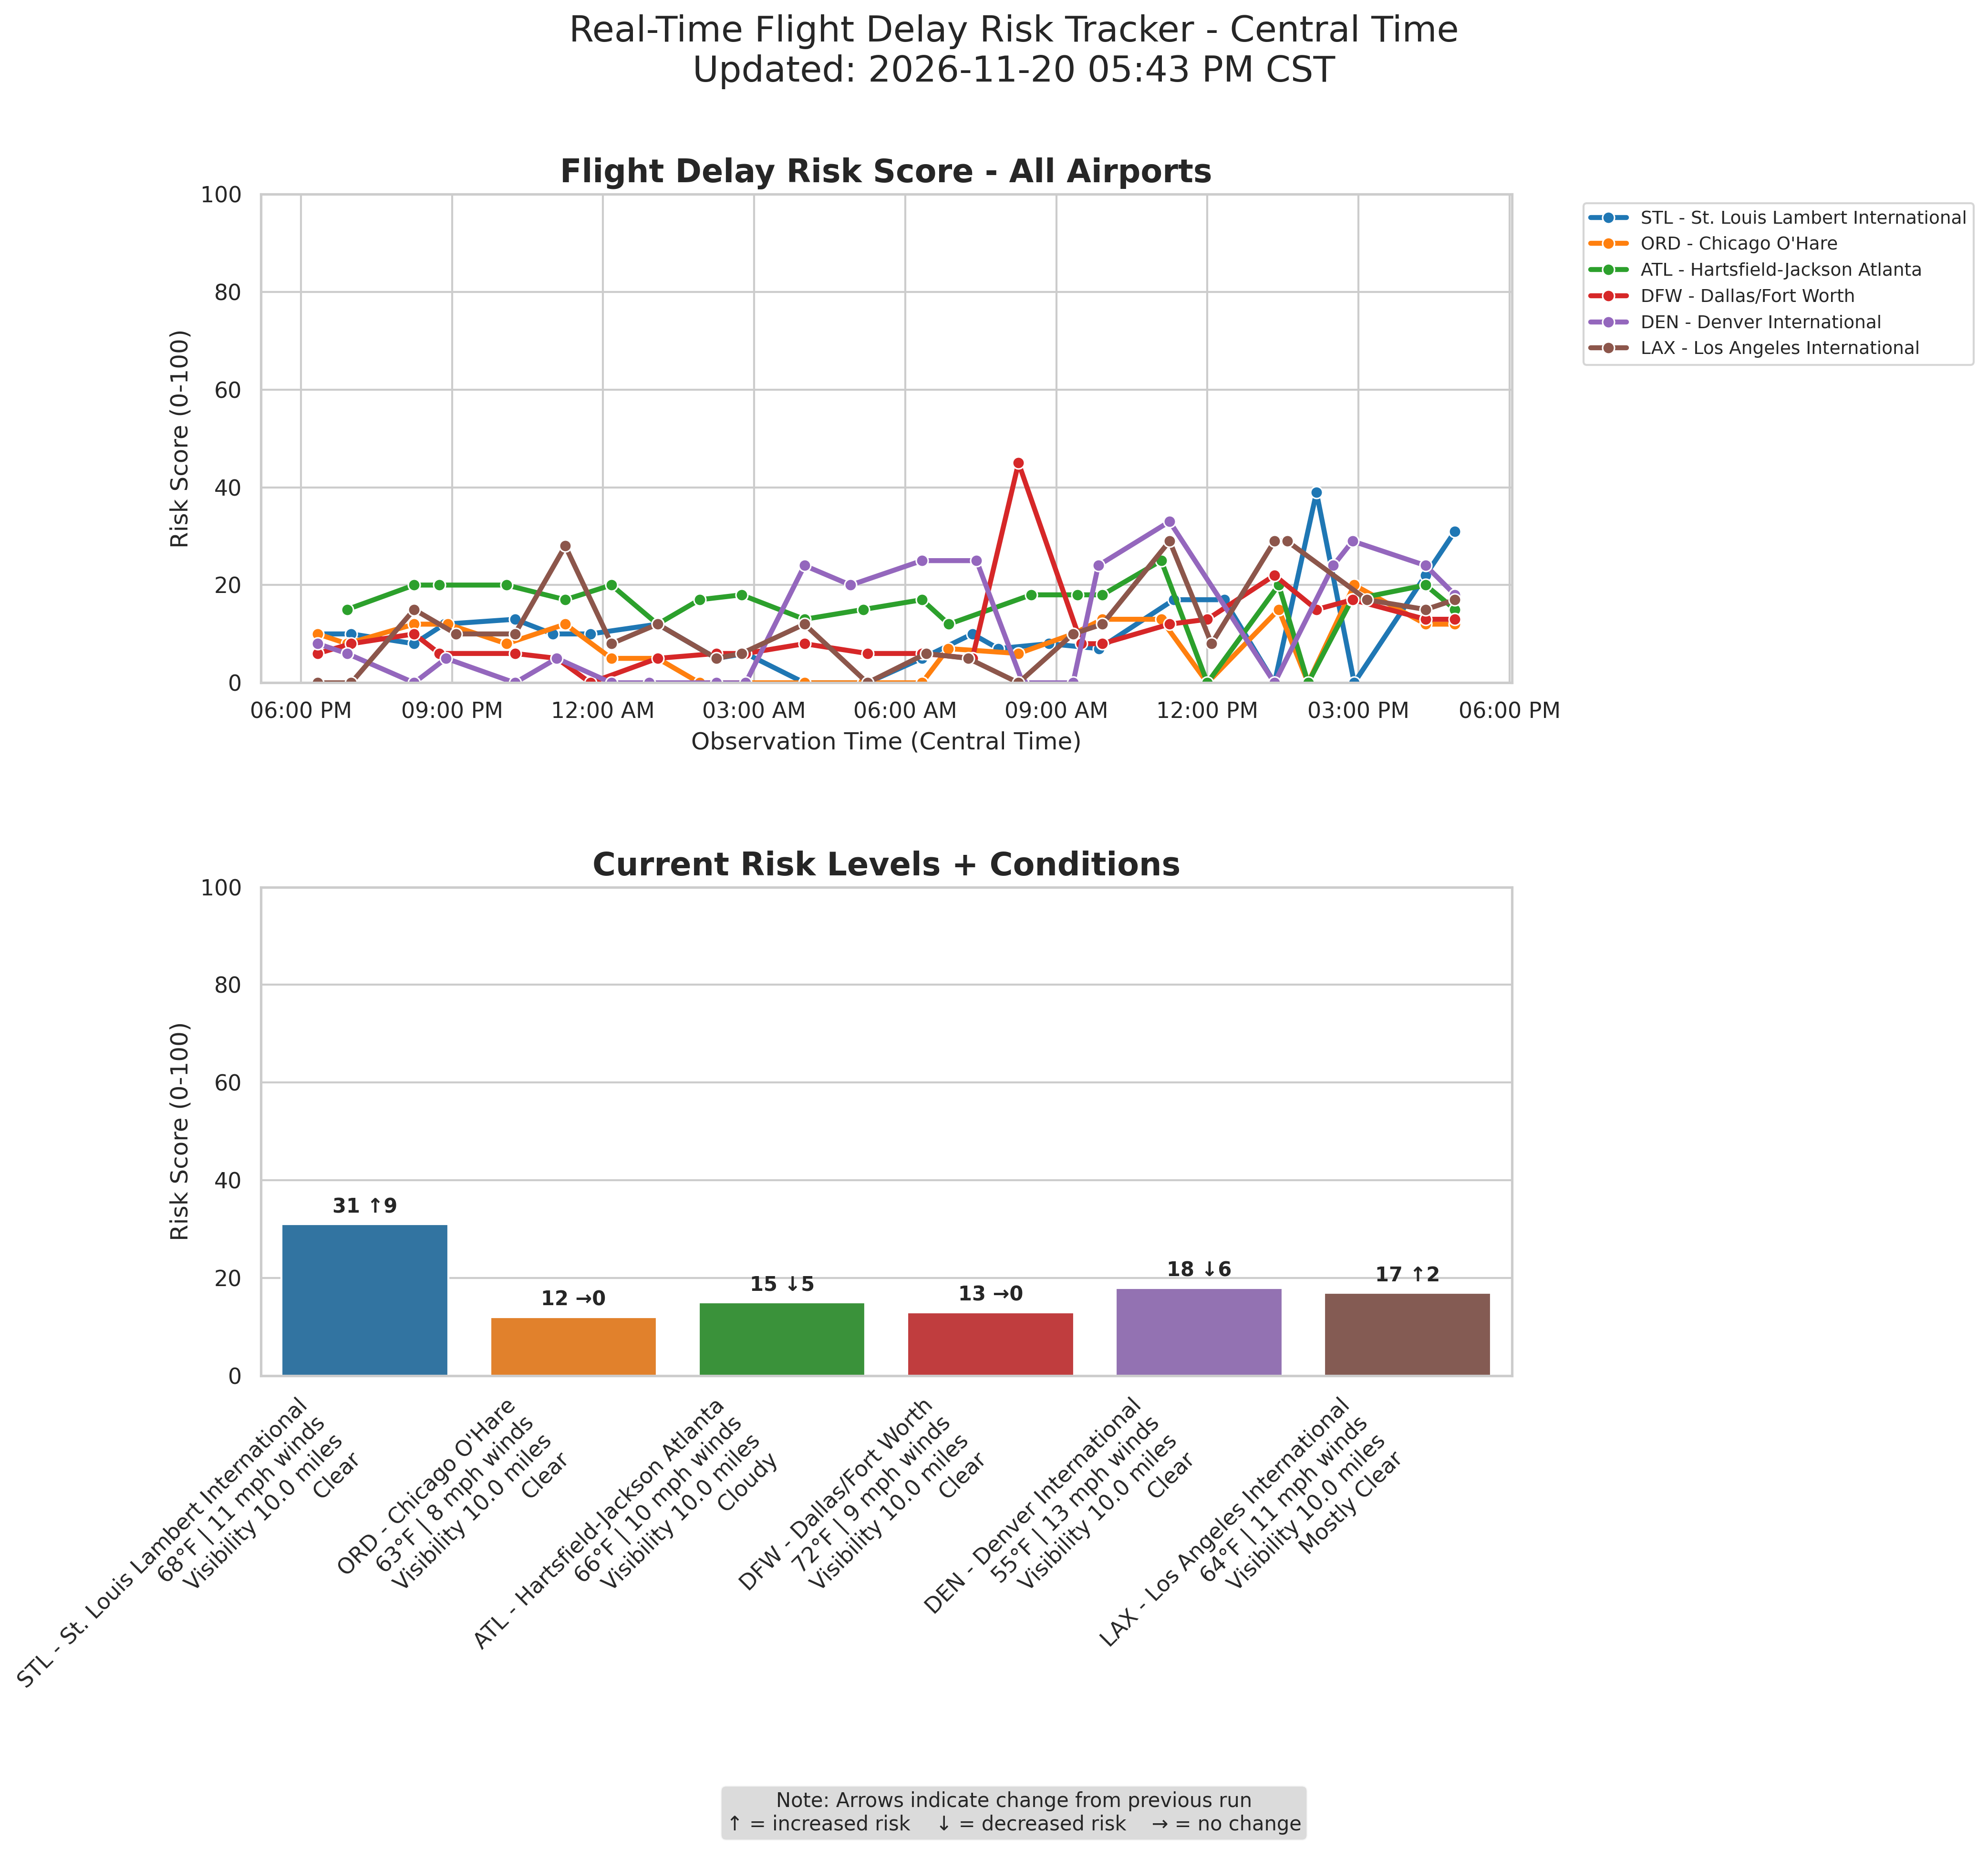 Real-Time Flight Delay Risk Tracker - Central Time
Updated: 2026-11-20 05:43 PM CST
Flight Delay Risk Score - All Airports
Risk Score (0-100)
100
80
60
40
20
0
06:00 PM
09:00 PM
12:00 AM
03:00 AM
06:00 AM
09:00 AM
12:00 PM
03:00 PM
06:00 PM
Observation Time (Central Time)
STL - St. Louis Lambert International
ORD - Chicago O'Hare
ATL - Hartsfield-Jackson Atlanta
DFW - Dallas/Fort Worth
DEN - Denver International
LAX - Los Angeles International
Current Risk Levels + Conditions
Risk Score (0-100)
100
80
60
40
20
0
31 ↑9
12 →0
15 ↓5
13 →0
18 ↓6
17 ↑2
STL - St. Louis Lambert International
68°F | 11 mph winds
Visibility 10.0 miles
Clear
ORD - Chicago O'Hare
63°F | 8 mph winds
Visibility 10.0 miles
Clear
ATL - Hartsfield-Jackson Atlanta
66°F | 10 mph winds
Visibility 10.0 miles
Cloudy
DFW - Dallas/Fort Worth
72°F | 9 mph winds
Visibility 10.0 miles
Clear
DEN - Denver International
55°F | 13 mph winds
Visibility 10.0 miles
Clear
LAX - Los Angeles International
64°F | 11 mph winds
Visibility 10.0 miles
Mostly Clear
Note: Arrows indicate change from previous run
↑ = increased risk    ↓ = decreased risk    → = no change